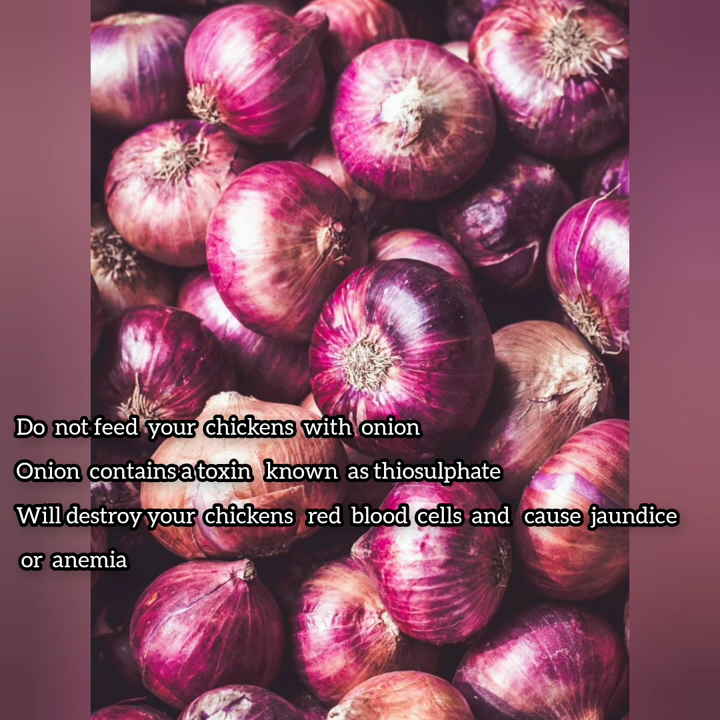 Do not feed your chickens with onion
Onion contains a toxin known as thiosulphate
Will destroy your chickens red blood cells and cause jaundice
or anemia